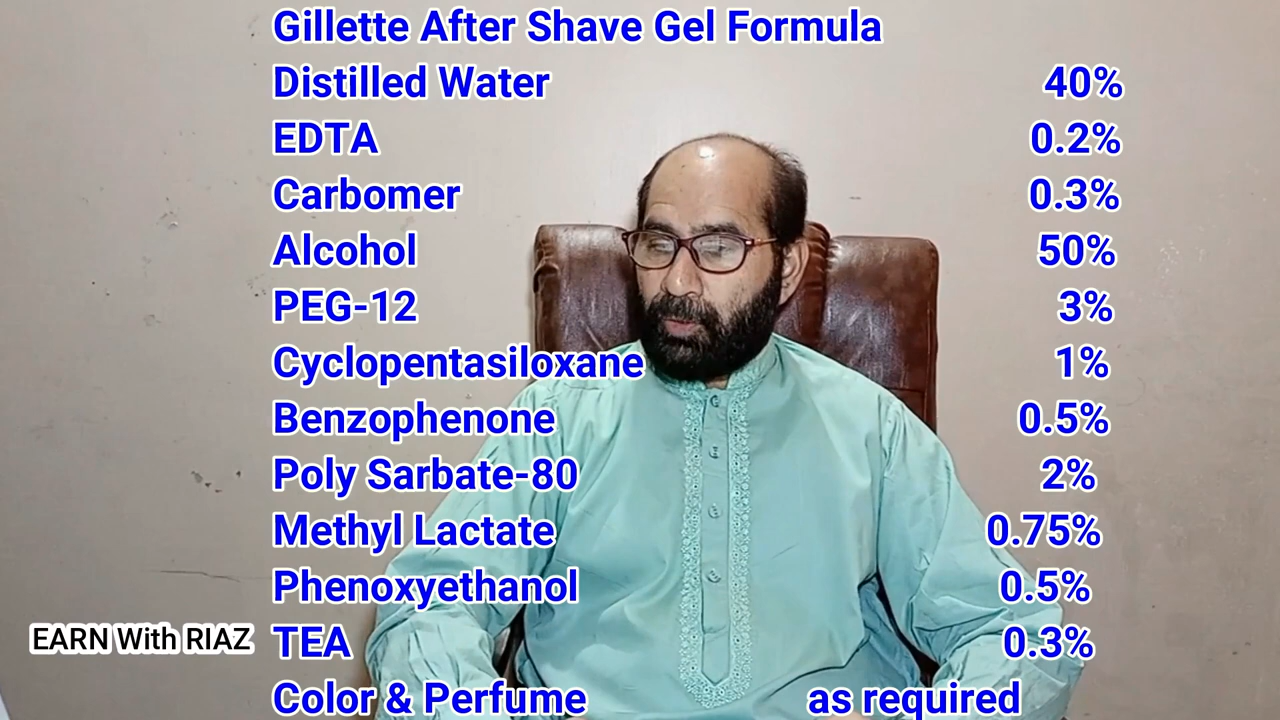 Gillette After Shave Gel Formula
Distilled Water 40%
EDTA 0.2%
Carbomer 0.3%
Alcohol 50%
PEG-12 3%
Cyclopentasiloxane 1%
Benzophenone 0.5%
Poly Sarbate-80 2%
Methyl Lactate 0.75%
Phenoxyethanol 0.5%
EARN With RIAZ TEA 0.3%
Color & Perfume as required